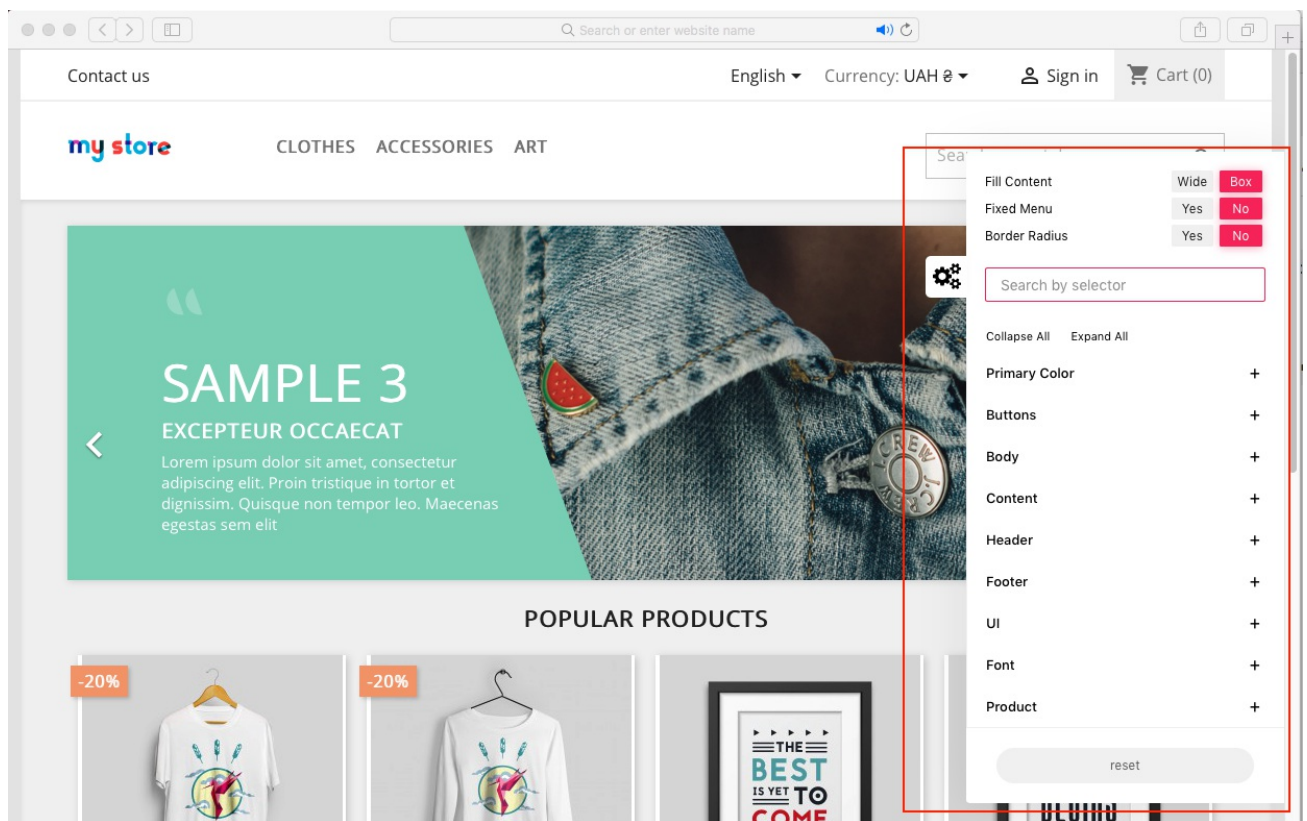 Search or enter website name
Contact us
English
Currency: UAH ₴
Sign in
Cart (0)
my store
CLOTHES ACCESSORIES ART
Fill Content Wide Box
Fixed Menu Yes No
Border Radius Yes No
Search by selector
Collapse All Expand All
Primary Color +
Buttons +
Body +
Content +
Header +
Footer +
UI +
Font +
Product +
reset
“
SAMPLE 3
EXCEPTEUR OCCAECAT
Lorem ipsum dolor sit amet, consectetur
adipiscing elit. Proin tristique in tortor et
dignissim. Quisque non tempor leo. Maecenas
egestas sem elit
J.CREW J.CREW
POPULAR PRODUCTS
-20%
-20%
THE
BEST
IS YET TO
COME